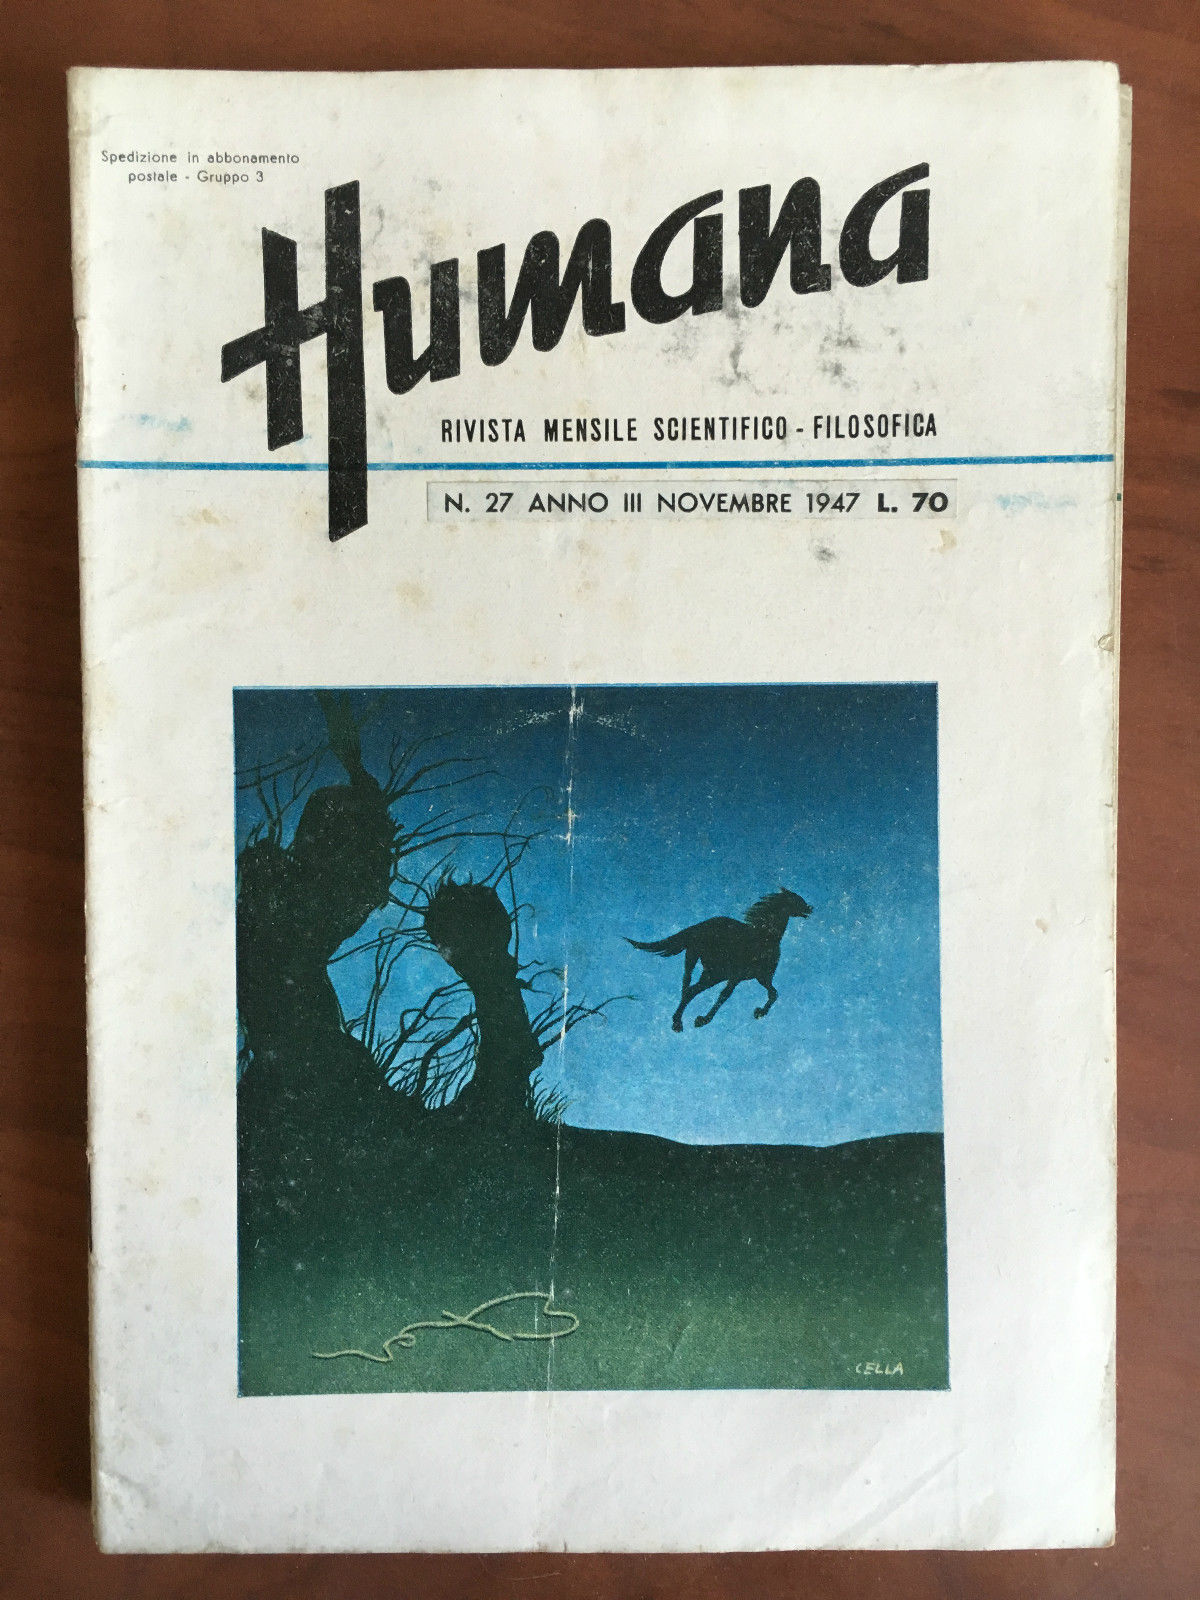 Spedizione in abbonamento
postale - Gruppo 3
Humana
RIVISTA MENSILE SCIENTIFICO - FILOSOFICA
N. 27 ANNO III NOVEMBRE 1947 L. 70
CELLA